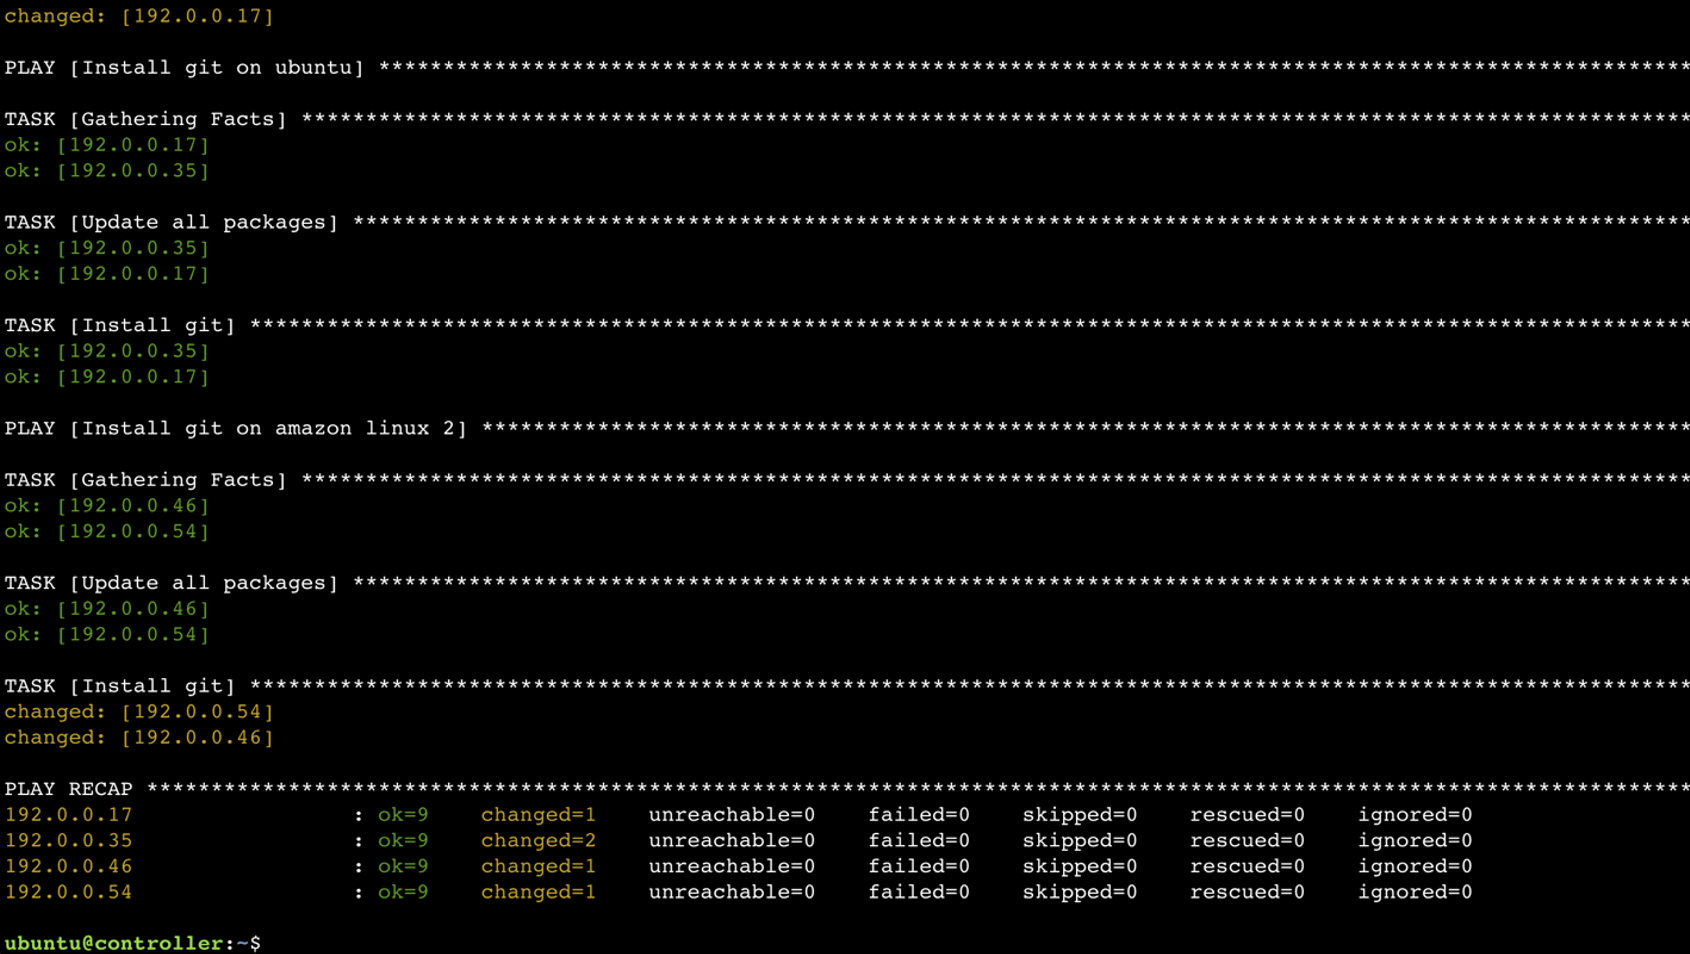 changed: [192.0.0.17]
PLAY [Install git on ubuntu] ******************************************************************************************************
TASK [Gathering Facts] ************************************************************************************************************
ok: [192.0.0.17]
ok: [192.0.0.35]
TASK [Update all packages] ********************************************************************************************************
ok: [192.0.0.35]
ok: [192.0.0.17]
TASK [Install git] ****************************************************************************************************************
ok: [192.0.0.35]
ok: [192.0.0.17]
PLAY [Install git on amazon linux 2] **********************************************************************************************
TASK [Gathering Facts] ************************************************************************************************************
ok: [192.0.0.46]
ok: [192.0.0.54]
TASK [Update all packages] ********************************************************************************************************
ok: [192.0.0.46]
ok: [192.0.0.54]
TASK [Install git] ****************************************************************************************************************
changed: [192.0.0.54]
changed: [192.0.0.46]
PLAY RECAP ************************************************************************************************************************
192.0.0.17                 : ok=9    changed=1    unreachable=0    failed=0    skipped=0    rescued=0    ignored=0
192.0.0.35                 : ok=9    changed=2    unreachable=0    failed=0    skipped=0    rescued=0    ignored=0
192.0.0.46                 : ok=9    changed=1    unreachable=0    failed=0    skipped=0    rescued=0    ignored=0
192.0.0.54                 : ok=9    changed=1    unreachable=0    failed=0    skipped=0    rescued=0    ignored=0
ubuntu@controller:~$